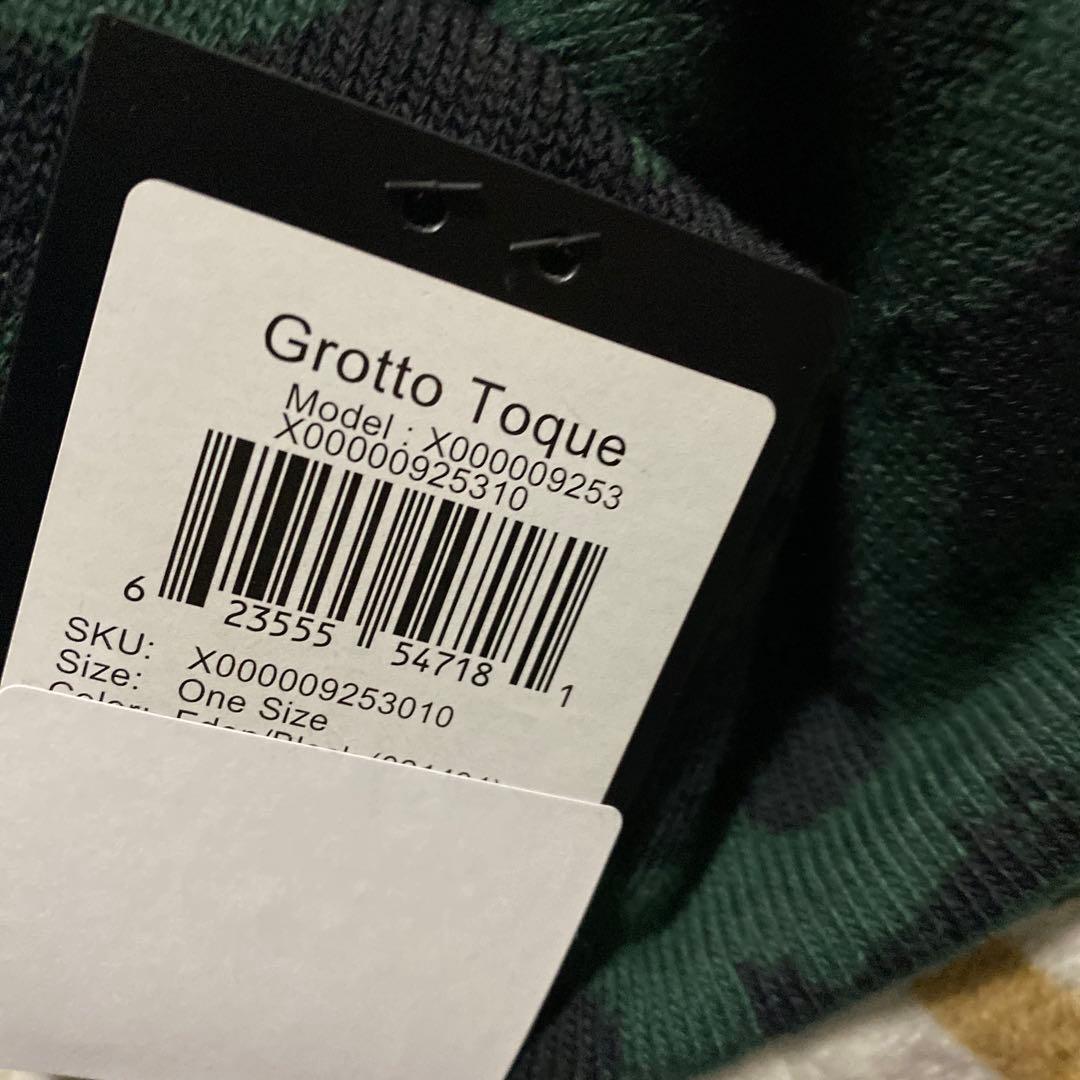 Grotto Toque
Model : X000009253
X00000925310
6 23555 54718 1
SKU: X000009253010
Size: One Size